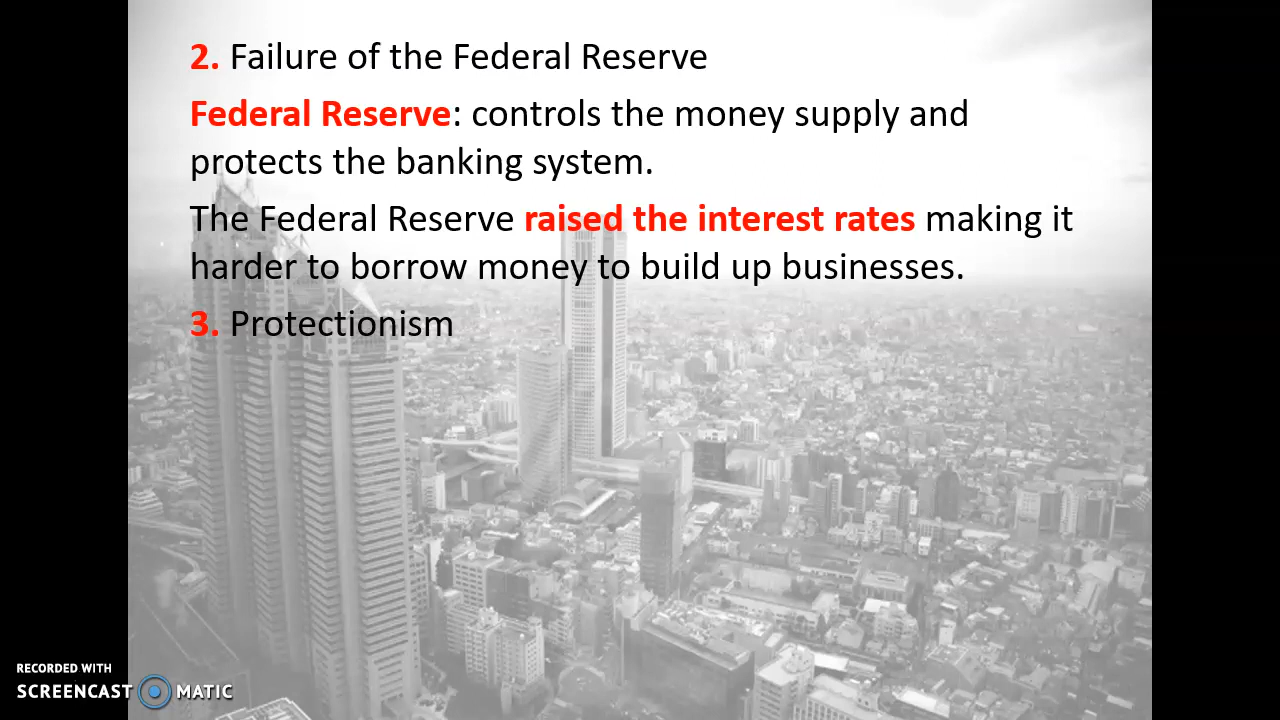 2. Failure of the Federal Reserve
Federal Reserve: controls the money supply and
protects the banking system.
The Federal Reserve raised the interest rates making it
harder to borrow money to build up businesses.
3. Protectionism
RECORDED WITH
SCREENCAST MATIC